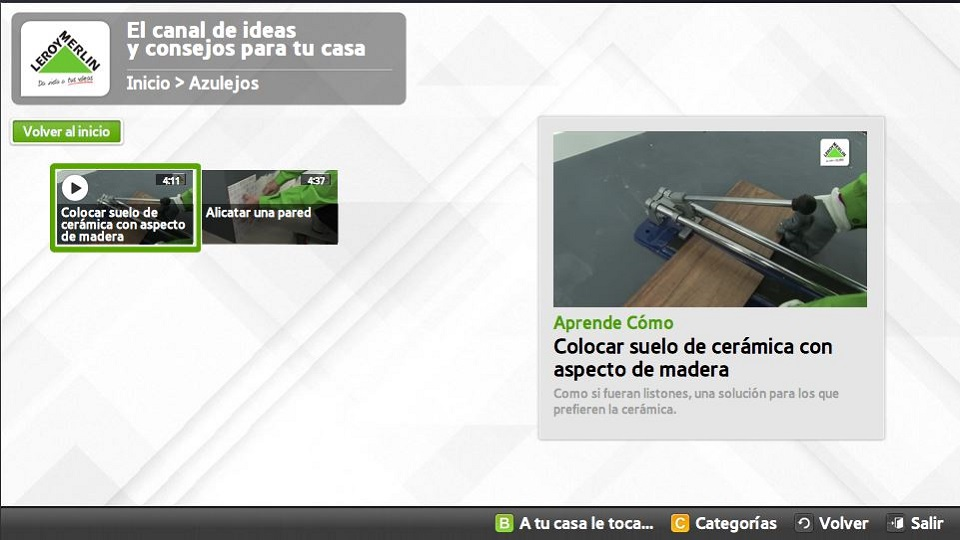 LEROY MERLIN
Da vida a tus ideas
El canal de ideas
y consejos para tu casa
Inicio > Azulejos
Volver al inicio
4:11
Colocar suelo de
cerámica con aspecto
de madera
4:37
Alicatar una pared
LEROY MERLIN
Aprende Cómo
Colocar suelo de cerámica con
aspecto de madera
Como si fueran listones, una solución para los que
prefieren la cerámica.
B A tu casa le toca...
C Categorías
Volver
Salir